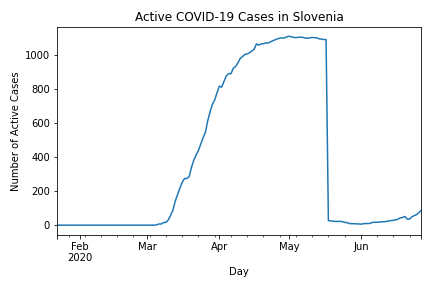 Active COVID-19 Cases in Slovenia
Number of Active Cases
1000
800
600
400
200
0
Feb
2020
Mar
Apr
May
Jun
Day